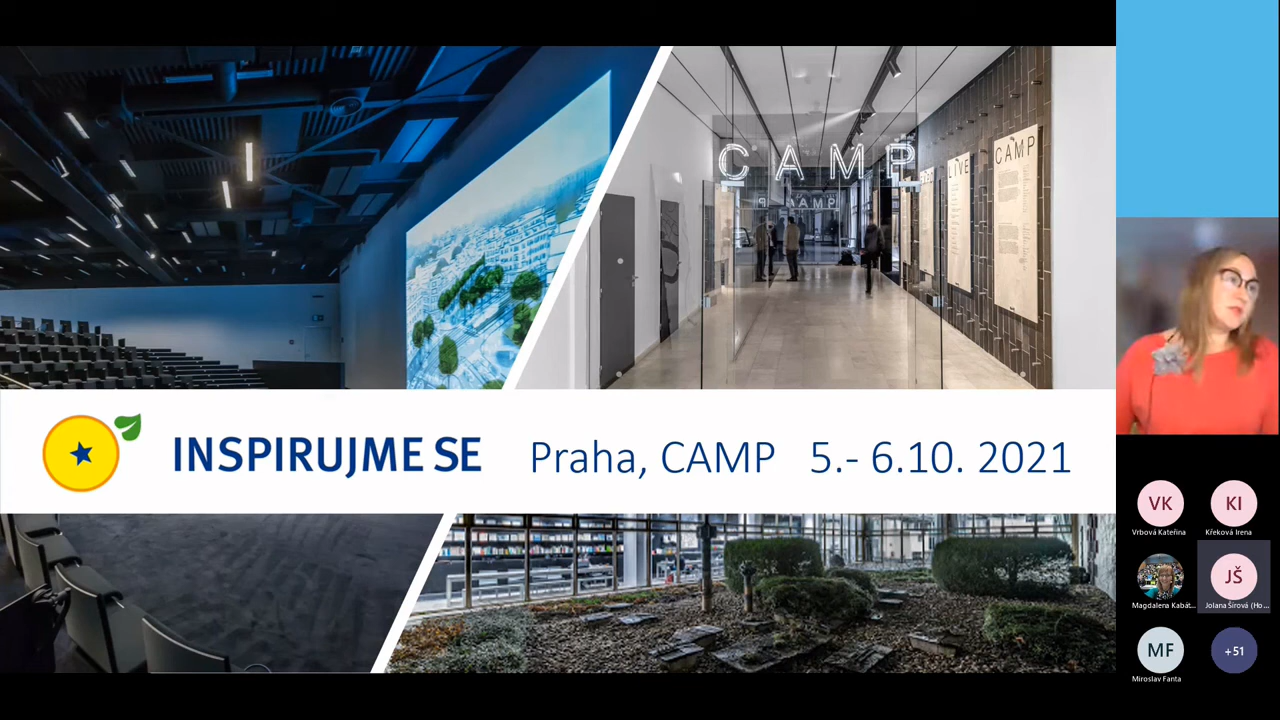 CAMP
LIVE
CAMP
INSPIRUJME SE
Praha, CAMP 5.- 6.10. 2021
VK
Vrbová Kateřina
KI
Křeková Irena
Magdalena Kabát...
JŠ
Jolana Šírová (Ho...
MF
Miroslav Fanta
+51